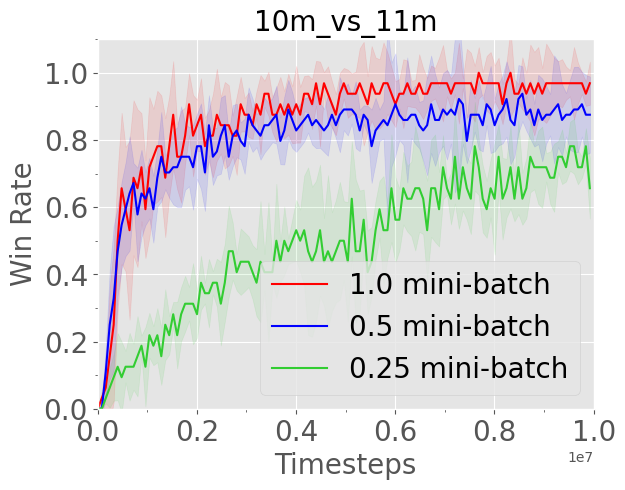 10m_vs_11m
Win Rate
1.0
0.8
0.6
0.4
0.2
0.0
1.0 mini-batch
0.5 mini-batch
0.25 mini-batch
0.0 0.2 0.4 0.6 0.8 1.0
1e7
Timesteps